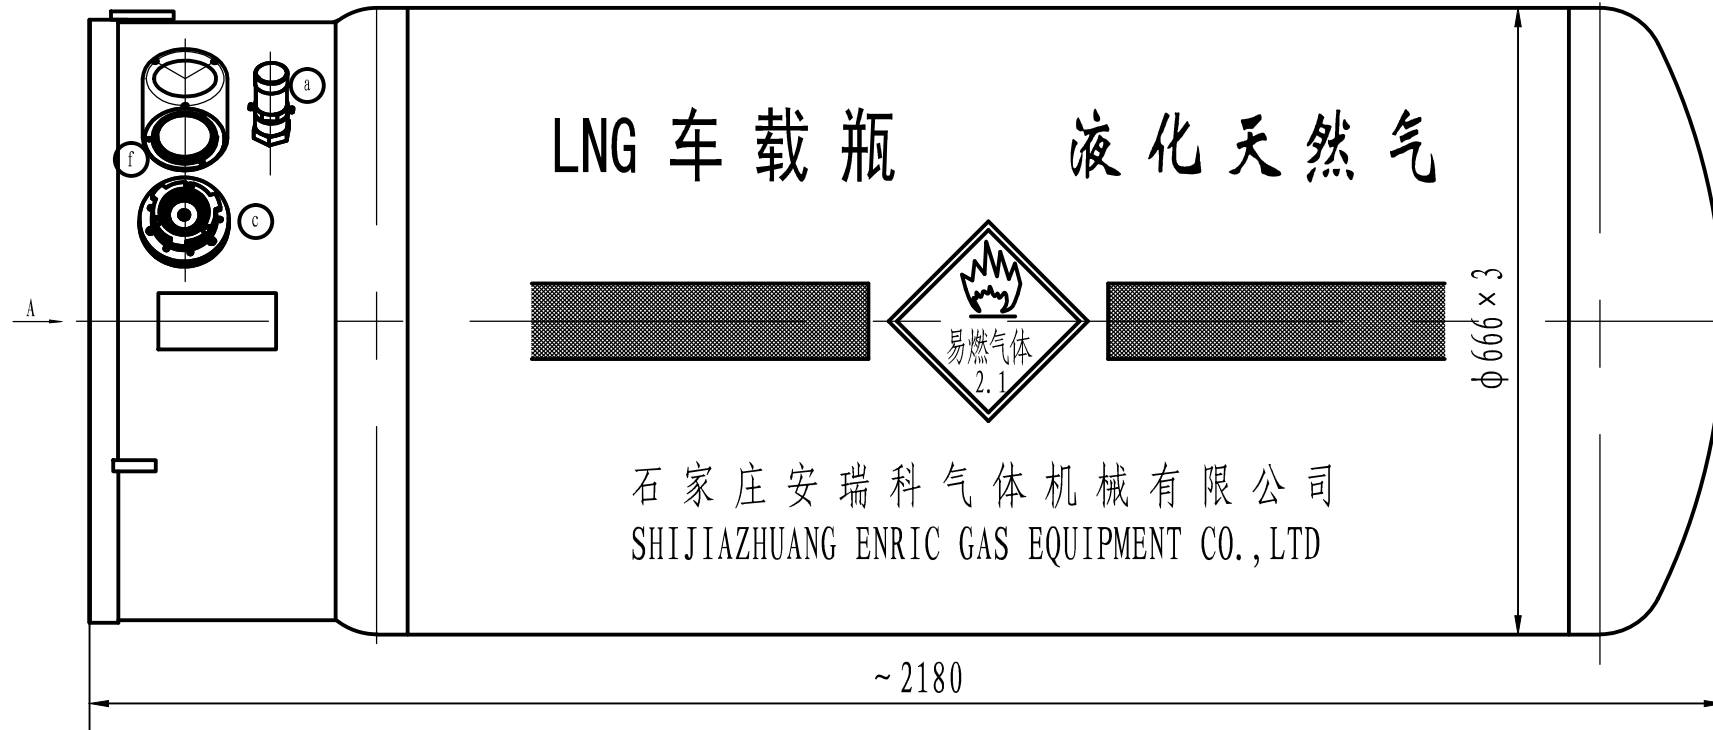 a
LNG 车载瓶 液化天然气
f
c
A
易燃气体
2.1
ф666×3
石家庄安瑞科气体机械有限公司
SHIJIAZHUANG ENRIC GAS EQUIPMENT CO.,LTD
~2180